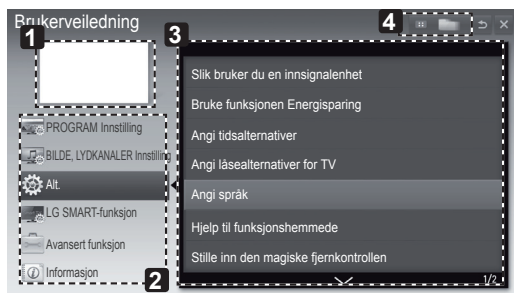 Brukerveiledning
1
3
4
PROGRAM Innstilling
BILDE, LYDKANALER Innstilling
Alt.
LG SMART-funksjon
Avansert funksjon
Informasjon
2
Slik bruker du en innsignalenhet
Bruke funksjonen Energisparing
Angi tidsalternativer
Angi låsealternativer for TV
Angi språk
Hjelp til funksjonshemmede
Stille inn den magiske fjernkontrollen
1/2